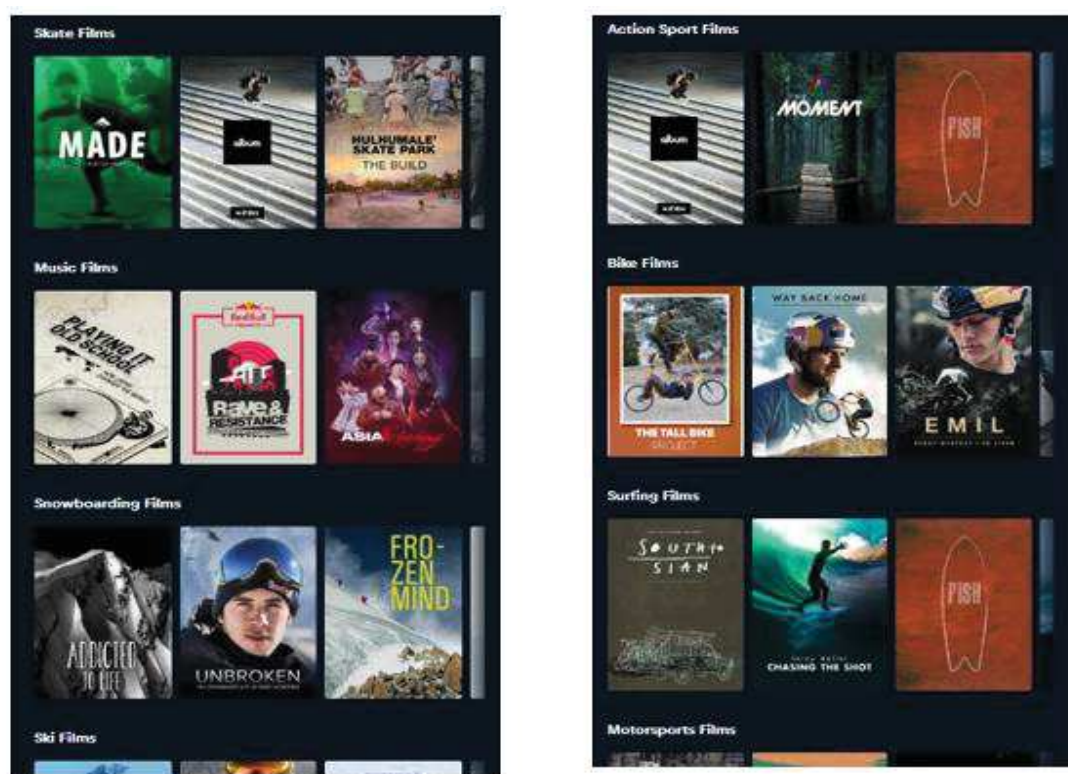 Skate Films
MADE
album
HULHUMALE'
SKATE PARK
THE BUILD
Music Films
PLAYING IT
OLD SCHOOL
Red Bull
Rave &
RESISTANCE
ASIA
Snowboarding Films
ADDICTED
TO LIFE
UNBROKEN
FRO-
ZEN
MIND
Ski Films
Action Sport Films
album
MOMENT
FISH
Bike Films
THE TALL BIKE
PROJECT
WAY BACK HOME
EMIL
Surfing Films
SOUTH to
SIAN
CHASING THE SHOT
FISH
Motorsports Films